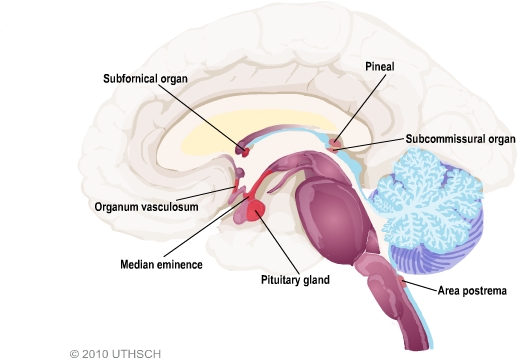 Pineal
Subfornical organ
Subcommissural organ
Organum vasculosum
Median eminence
Pituitary gland
Area postrema
© 2010 UTHSCH